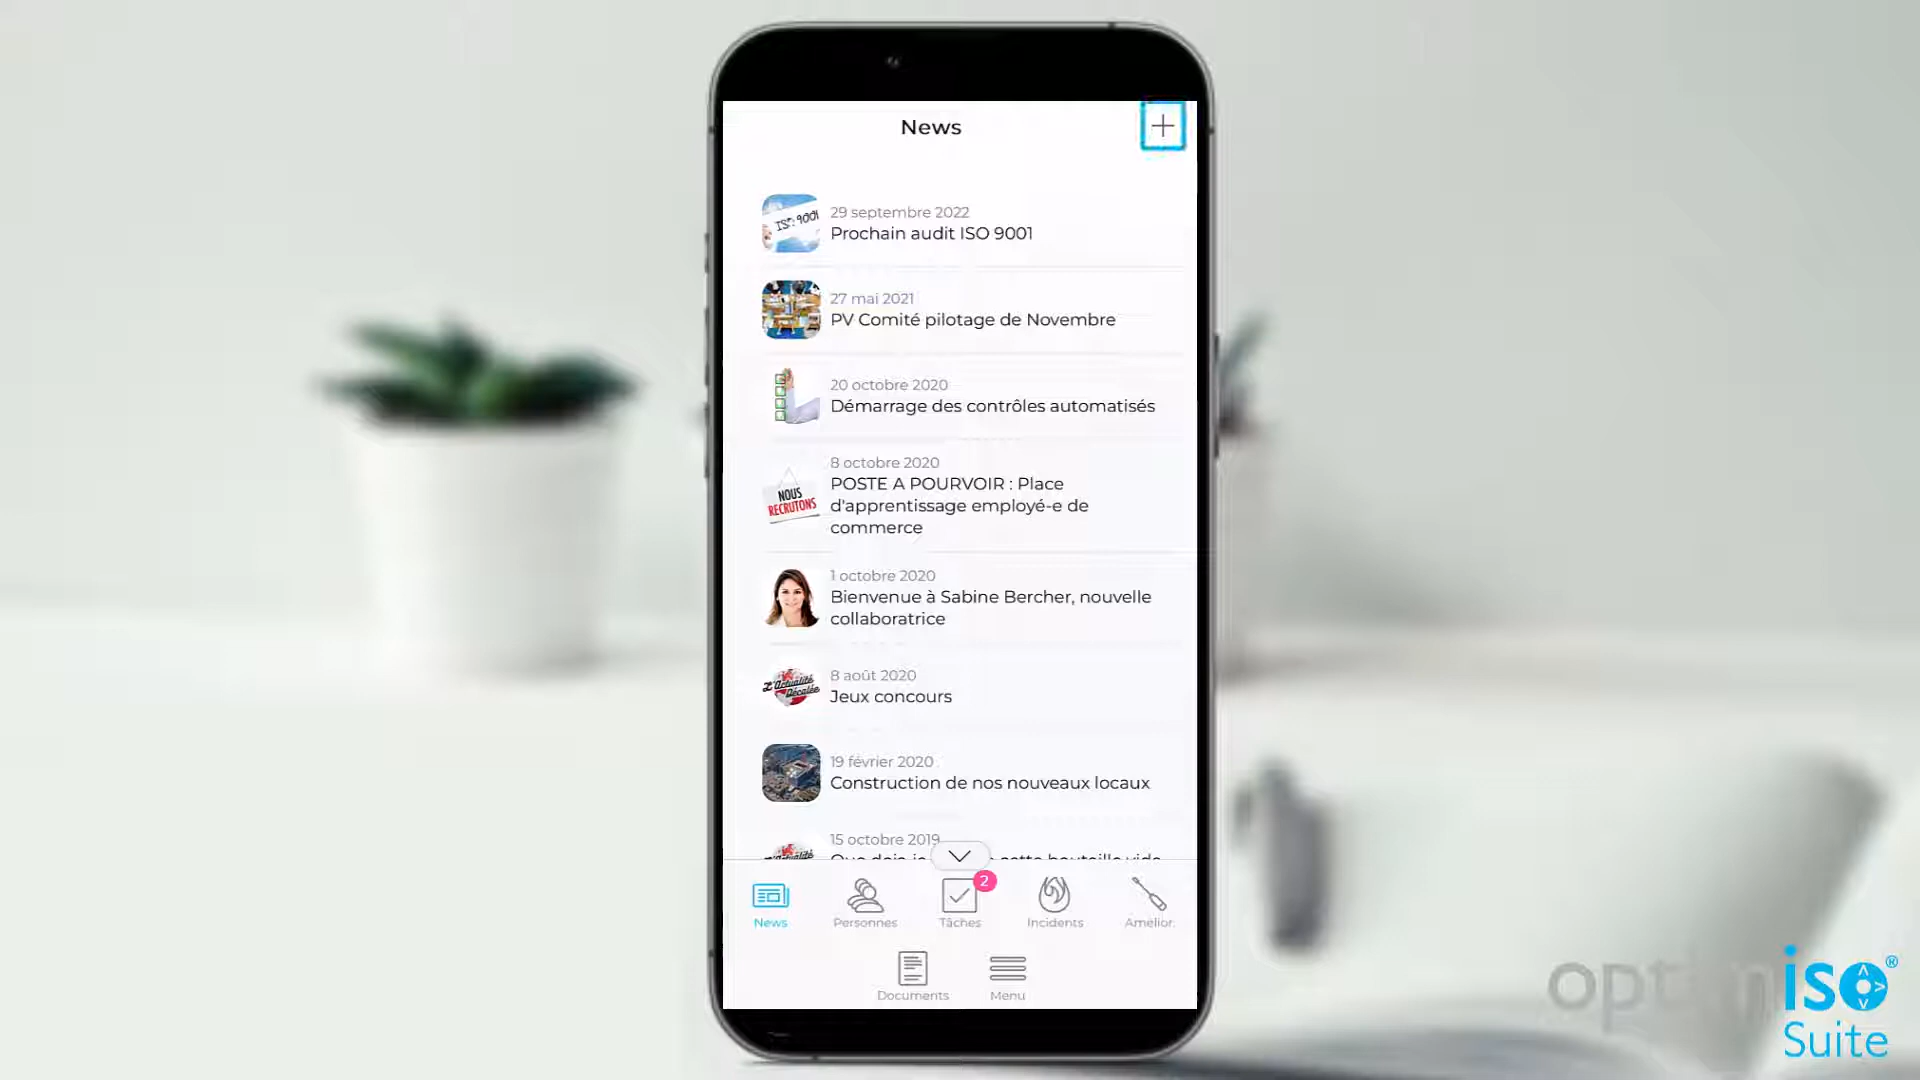 News
29 septembre 2022
Prochain audit ISO 9001
27 mai 2021
PV Comité pilotage de Novembre
20 octobre 2020
Démarrage des contrôles automatisés
8 octobre 2020
POSTE A POURVOIR : Place
d'apprentissage employé-e de
commerce
NOUS
RECRUTONS
1 octobre 2020
Bienvenue à Sabine Bercher, nouvelle
collaboratrice
8 août 2020
Jeux concours
L'Actualité
Décalée
19 février 2020
Construction de nos nouveaux locaux
15 octobre 2019
2
News
Personnes
Tâches
Incidents
Amélior.
Documents
Menu
optimiso®
Suite